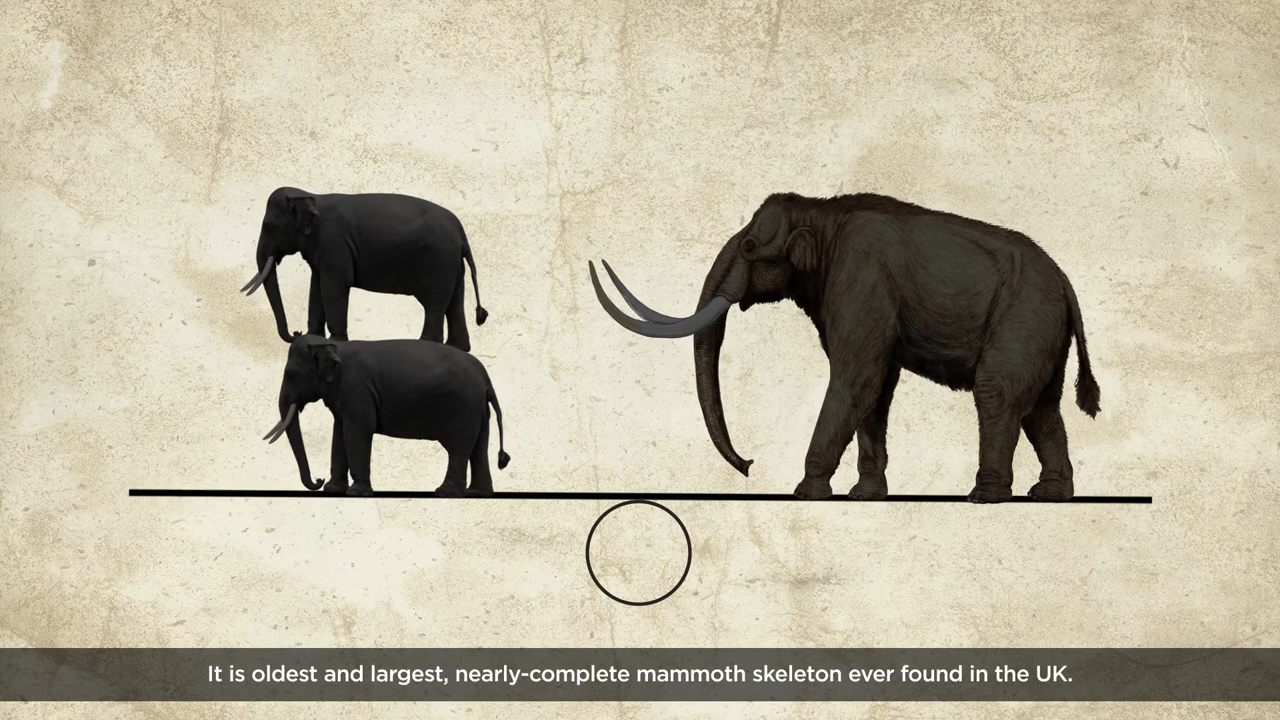 It is oldest and largest, nearly-complete mammoth skeleton ever found in the UK.